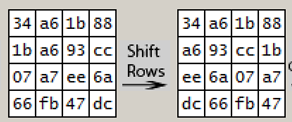 34 a6 1b 88
1b a6 93 cc
07 a7 ee 6a
66 fb 47 dc
Shift
Rows
34 a6 1b 88
a6 93 cc 1b
ee 6a 07 a7
dc 66 fb 47